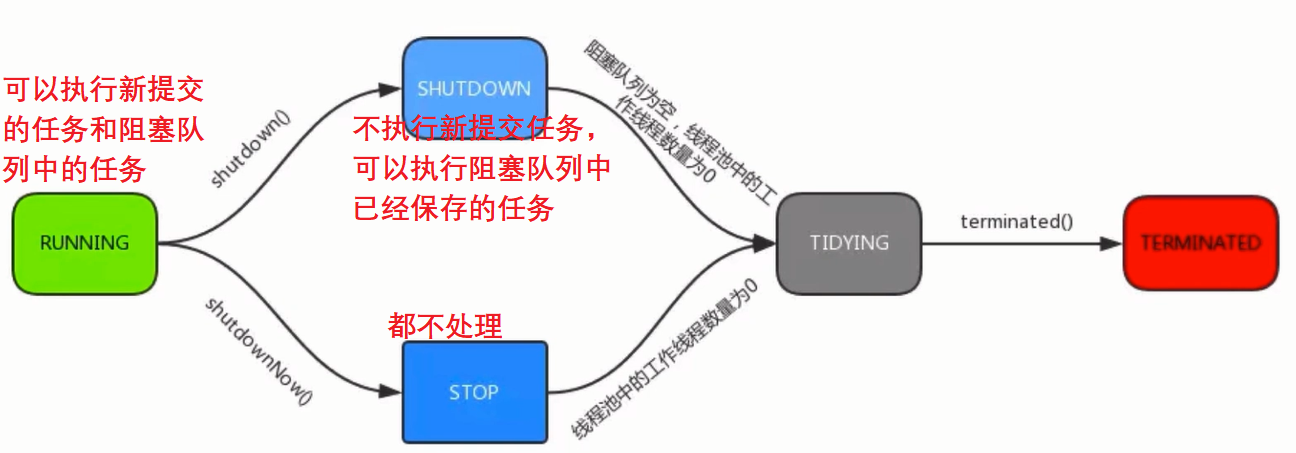 可以执行新提交
的任务和阻塞队
列中的任务
RUNNING
shutdown()
shutdownNow()
SHUTDOWN
不执行新提交任务，
可以执行阻塞队列中
已经保存的任务
都不处理
STOP
阻塞队列为空，线程池中的工
作线程数量为0
线程池中的工作线程数量为0
TIDYING
terminated()
TERMINATED